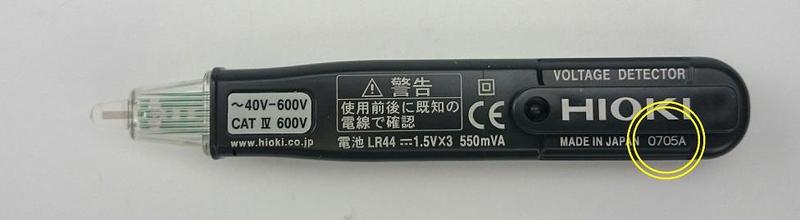 ～40V-600V
CAT Ⅳ 600V
www.hioki.co.jp
警告
使用前後に既知の
電線で確認
電池 LR44 ⎓1.5V×3 550mVA
CE
VOLTAGE DETECTOR
HIOKI
MADE IN JAPAN 0705A